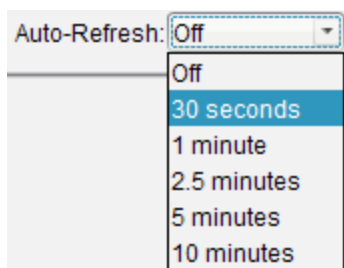 Auto-Refresh: Off
Off
30 seconds
1 minute
2.5 minutes
5 minutes
10 minutes